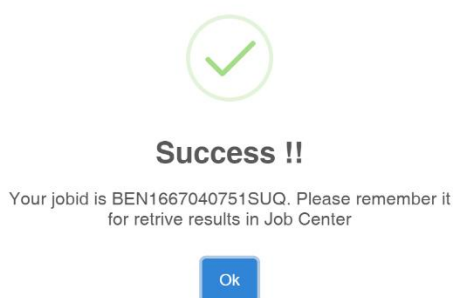 Success !!
Your jobid is BEN1667040751SUQ. Please remember it
for retrive results in Job Center
Ok